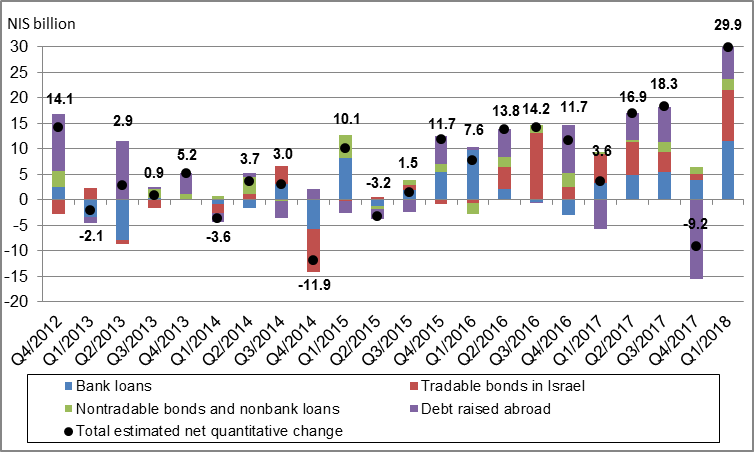 NIS billion
30
25
20
15
10
5
0
-5
-10
-15
-20
14.1
-2.1
2.9
0.9
5.2
-3.6
3.7
3.0
-11.9
10.1
-3.2
1.5
11.7
7.6
13.8
14.2
11.7
3.6
16.9
18.3
-9.2
29.9
Q4/2012
Q1/2013
Q2/2013
Q3/2013
Q4/2013
Q1/2014
Q2/2014
Q3/2014
Q4/2014
Q1/2015
Q2/2015
Q3/2015
Q4/2015
Q1/2016
Q2/2016
Q3/2016
Q4/2016
Q1/2017
Q2/2017
Q3/2017
Q4/2017
Q1/2018
Bank loans
Tradable bonds in Israel
Nontradable bonds and nonbank loans
Debt raised abroad
Total estimated net quantitative change